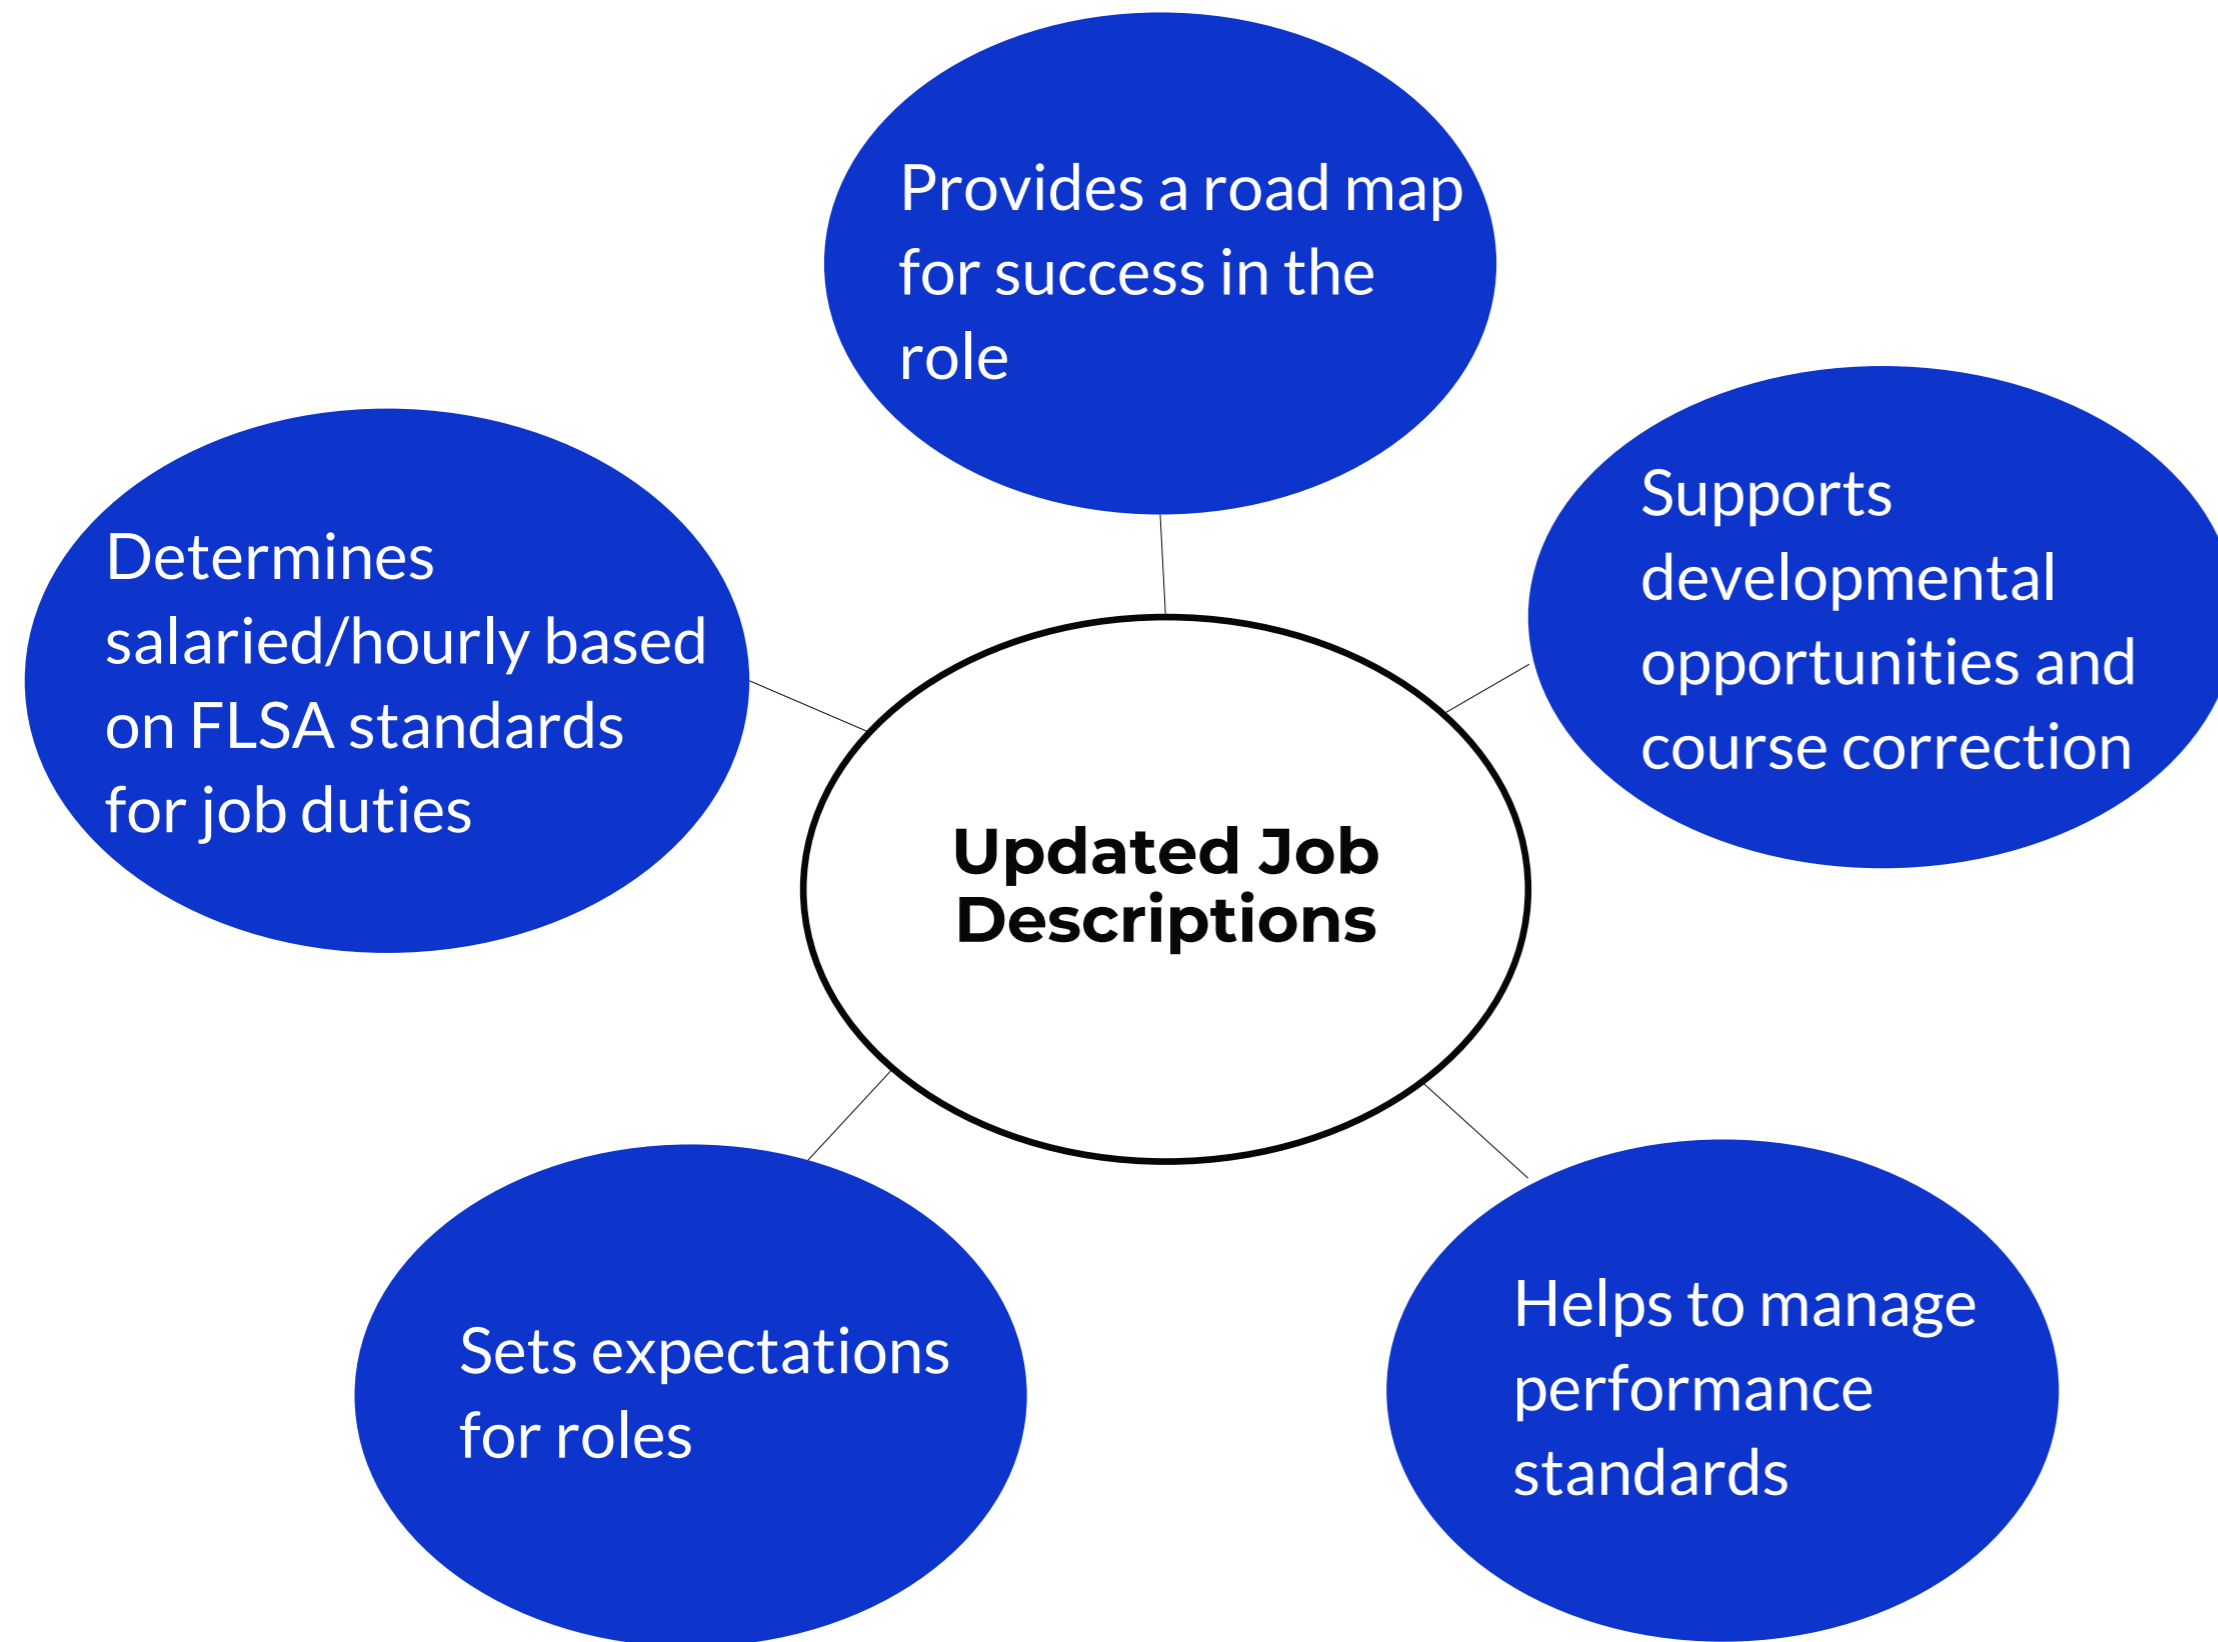 Provides a road map
for success in the
role
Supports
developmental
opportunities and
course correction
Determines
salaried/hourly based
on FLSA standards
for job duties
Updated Job
Descriptions
Sets expectations
for roles
Helps to manage
performance
standards